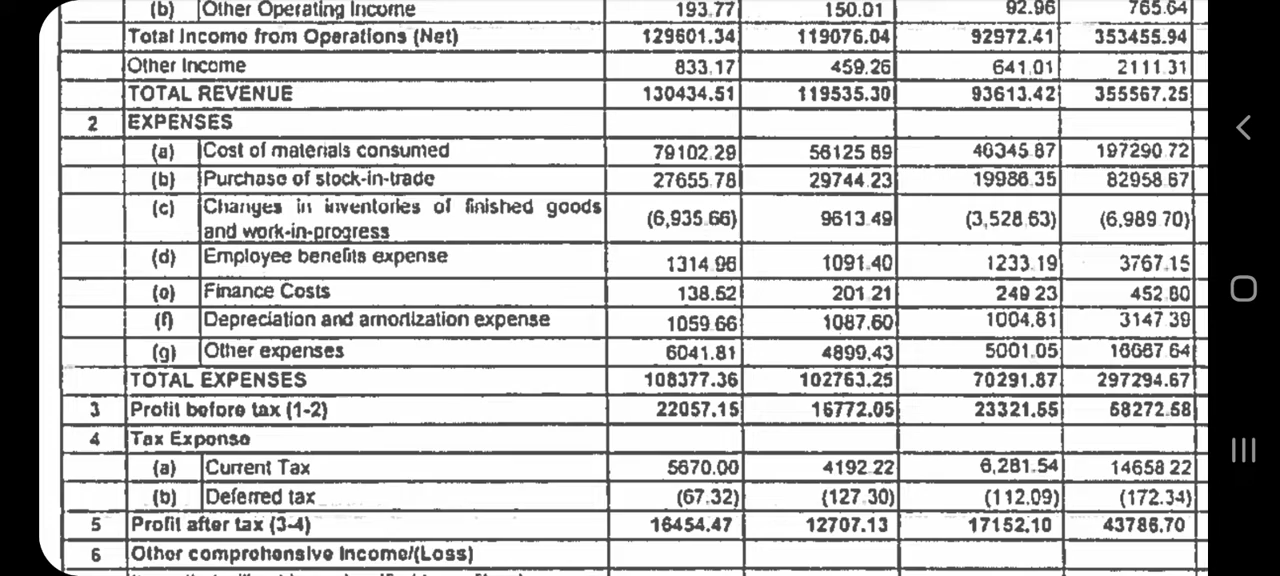 (b) Other Operating Income 193.77 150.01 92.96 765.64
Total Income from Operations (Net) 129601.34 119076.04 92972.41 353455.94
Other Income 833.17 459.26 641.01 2111.31
TOTAL REVENUE 130434.51 119535.30 93613.42 355567.25
2 EXPENSES
(a) Cost of materials consumed 79102.29 56125 89 46345.87 197290.72
(b) Purchase of stock-in-trade 27655.78 29744.23 19986.35 82958.67
(c) Changes in inventories of finished goods
and work-in-progress (6,935.66) 9613.49 (3,528.63) (6,989 70)
(d) Employee benefits expense 1314.96 1091.40 1233.19 3767.15
(e) Finance Costs 138.52 201.21 249 23 452.80
(f) Depreciation and amortization expense 1059.66 1087.60 1004.81 3147.39
(g) Other expenses 6041.81 4899.43 5001.05 16667.64
TOTAL EXPENSES 108377.36 102763.25 70291.87 297294.67
3 Profit before tax (1-2) 22057.15 16772.05 23321.55 58272.58
4 Tax Expense
(a) Current Tax 5670.00 4192.22 6,281.54 14658 22
(b) Deferred tax (67.32) (127.30) (112.09) (172.34)
5 Profit after tax (3-4) 16454.47 12707.13 17152.10 43786.70
6 Other comprehensive Income/(Loss)